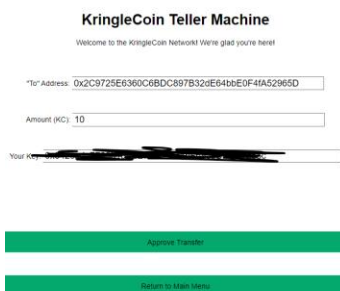 KringleCoin Teller Machine
Welcome to the KringleCoin Network! We're glad you're here!
"To" Address: 0x2C9725E6360C6BDC897B32dE64bbE0F4fA52965D
Amount (KC): 10
Your Key:
Approve Transfer
Return to Main Menu